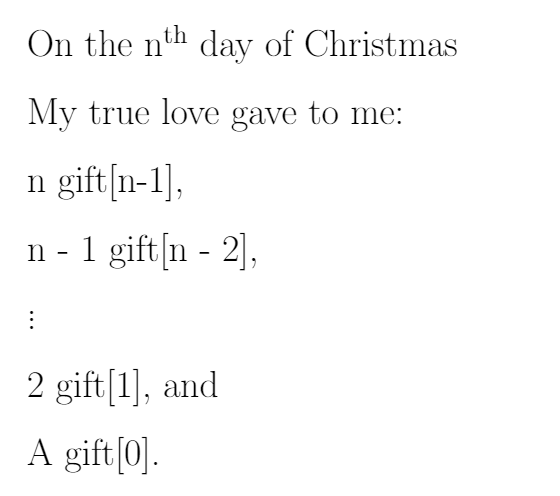 On the nᵗʰ day of Christmas
My true love gave to me:
n gift[n-1],
n - 1 gift[n - 2],
⋮
2 gift[1], and
A gift[0].